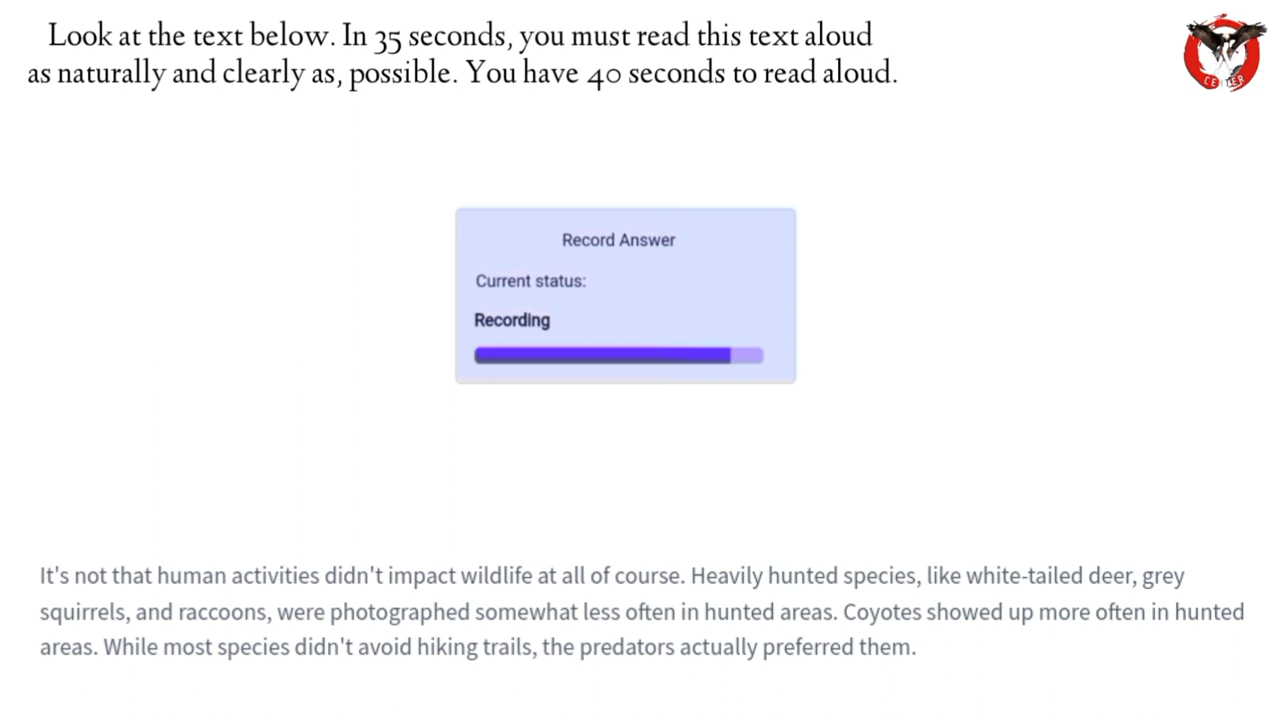 Look at the text below. In 35 seconds, you must read this text aloud
as naturally and clearly as, possible. You have 40 seconds to read aloud.
Record Answer
Current status:
Recording
It's not that human activities didn't impact wildlife at all of course. Heavily hunted species, like white-tailed deer, grey
squirrels, and raccoons, were photographed somewhat less often in hunted areas. Coyotes showed up more often in hunted
areas. While most species didn't avoid hiking trails, the predators actually preferred them.